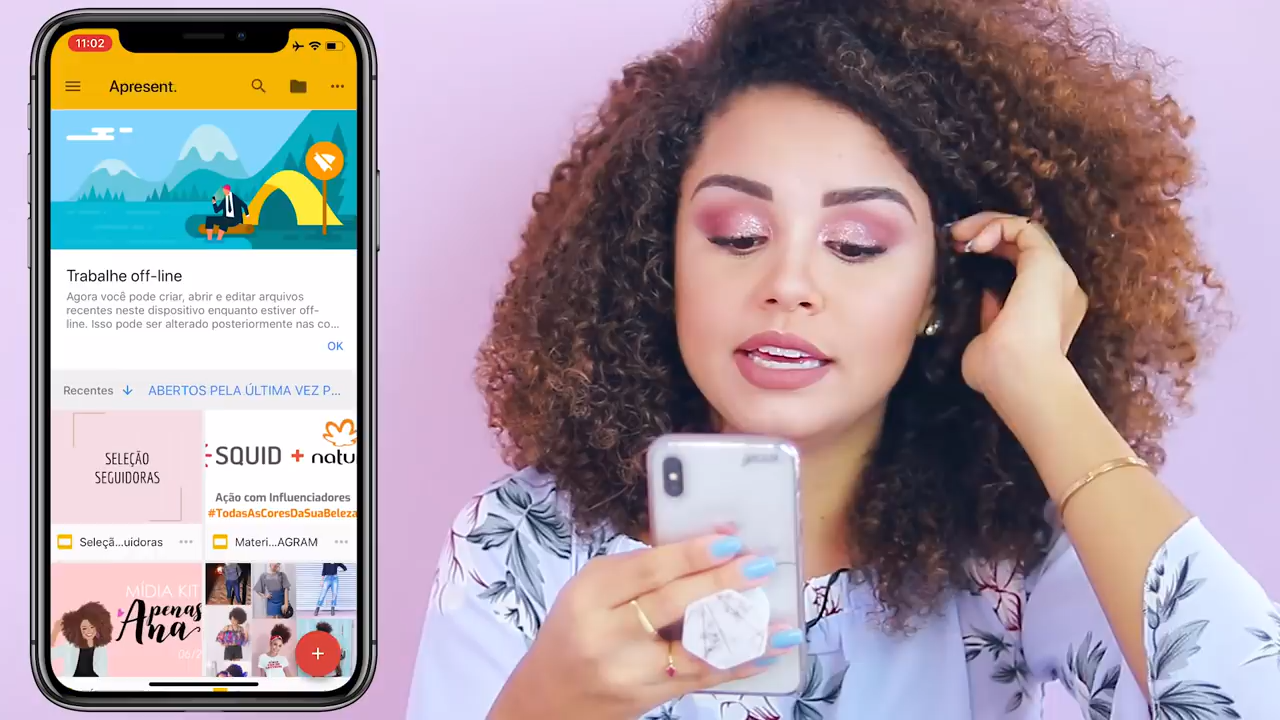 11:02
Apresent.
Trabalhe off-line
Agora você pode criar, abrir e editar arquivos
recentes neste dispositivo enquanto estiver off-
line. Isso pode ser alterado posteriormente nas co...
OK
Recentes
ABERTOS PELA ÚLTIMA VEZ P...
SELEÇÃO
SEGUIDORAS
SQUID + natu
Ação com Influenciadores
#TodasAsCoresDaSuaBeleza
Seleçã...uidoras
Materi...AGRAM
MÍDIA KIT
Apenas
Ana
06/2